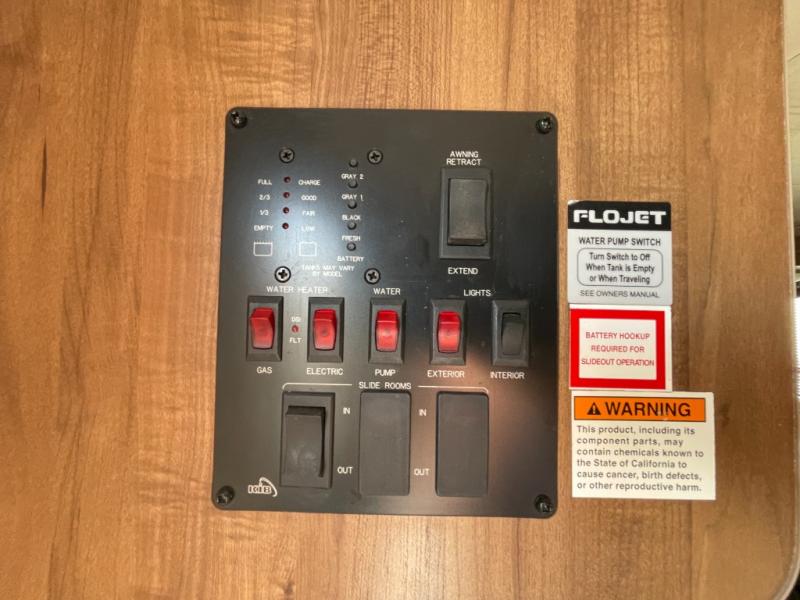 AWNING
RETRACT
EXTEND
FULL CHARGE
2/3 GOOD
1/3 FAIR
EMPTY LOW
GRAY 2
GRAY 1
BLACK
FRESH
BATTERY
TANKS MAY VARY
BY MODEL
WATER HEATER
WATER
LIGHTS
DSI
FLT
GAS
ELECTRIC
PUMP
EXTERIOR
INTERIOR
SLIDE ROOMS
IN IN
OUT OUT
KIB
FLOJET
WATER PUMP SWITCH
Turn Switch to Off
When Tank is Empty
or When Traveling
SEE OWNERS MANUAL
BATTERY HOOKUP
REQUIRED FOR
SLIDEOUT OPERATION
WARNING
This product, including its
component parts, may
contain chemicals known to
the State of California to
cause cancer, birth defects,
or other reproductive harm.